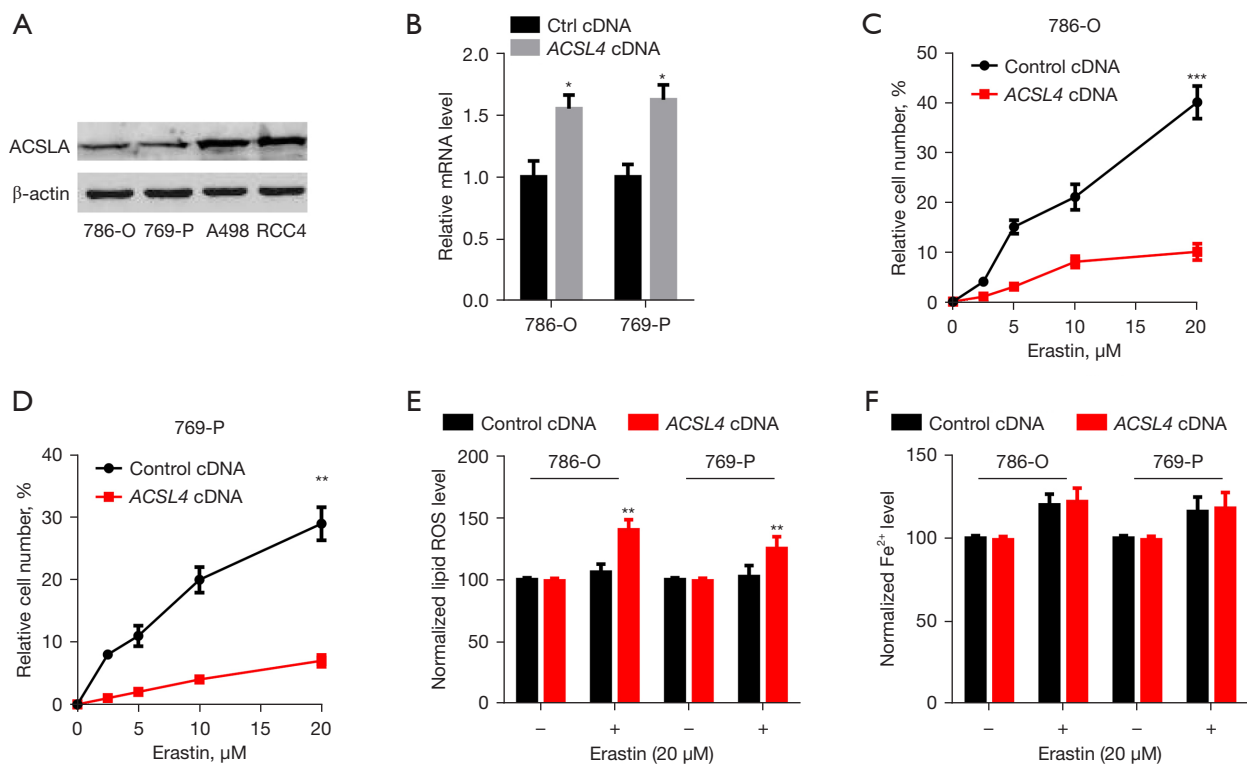 A
ACSLA
β-actin
786-O 769-P A498 RCC4
B
Ctrl cDNA
ACSL4 cDNA
Relative mRNA level
2.0
1.5
1.0
0.5
0.0
*
*
786-O 769-P
C
786-O
Control cDNA
ACSL4 cDNA
***
Relative cell number, %
50
40
30
20
10
0
0 5 10 15 20
Erastin, μM
D
769-P
Control cDNA
ACSL4 cDNA
**
Relative cell number, %
40
30
20
10
0
0 5 10 15 20
Erastin, μM
E
Control cDNA ACSL4 cDNA
786-O 769-P
**
**
Normalized lipid ROS level
200
150
100
50
0
− + − +
Erastin (20 μM)
F
Control cDNA ACSL4 cDNA
786-O 769-P
Normalized Fe²⁺ level
150
100
50
0
− + − +
Erastin (20 μM)